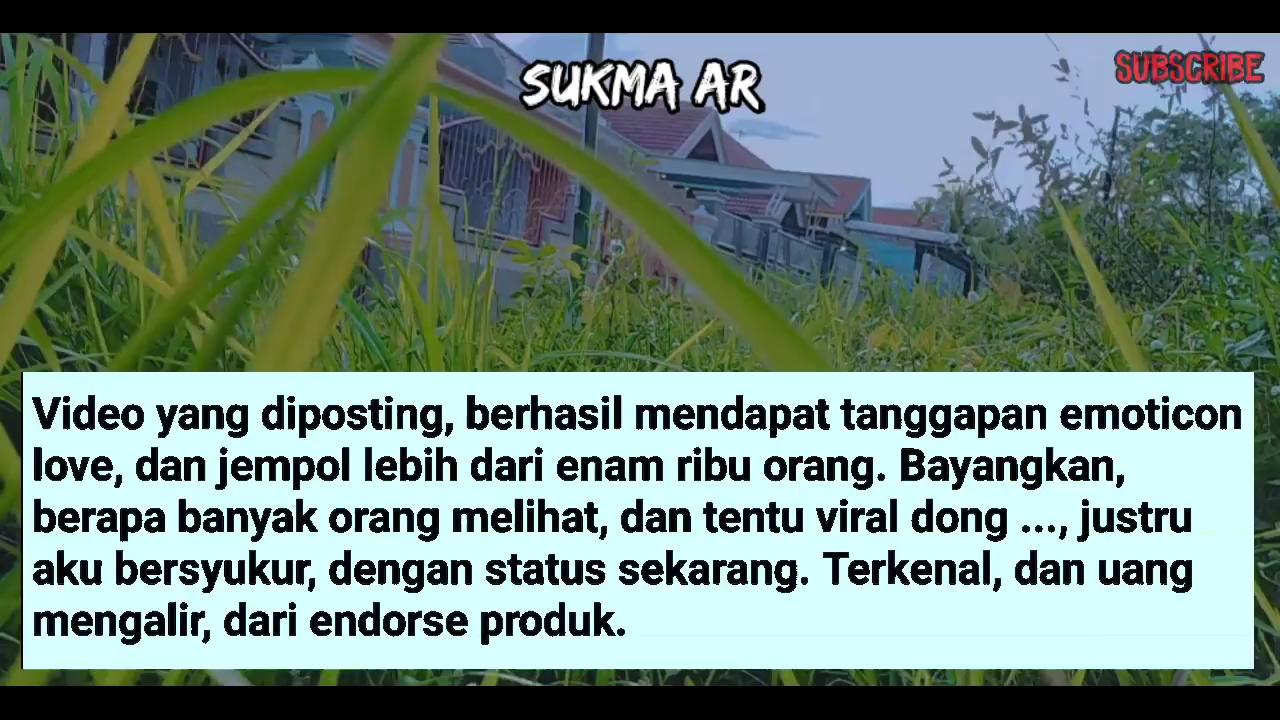 SUKMA AR
SUBSCRIBE
Video yang diposting, berhasil mendapat tanggapan emoticon
love, dan jempol lebih dari enam ribu orang. Bayangkan,
berapa banyak orang melihat, dan tentu viral dong ..., justru
aku bersyukur, dengan status sekarang. Terkenal, dan uang
mengalir, dari endorse produk.